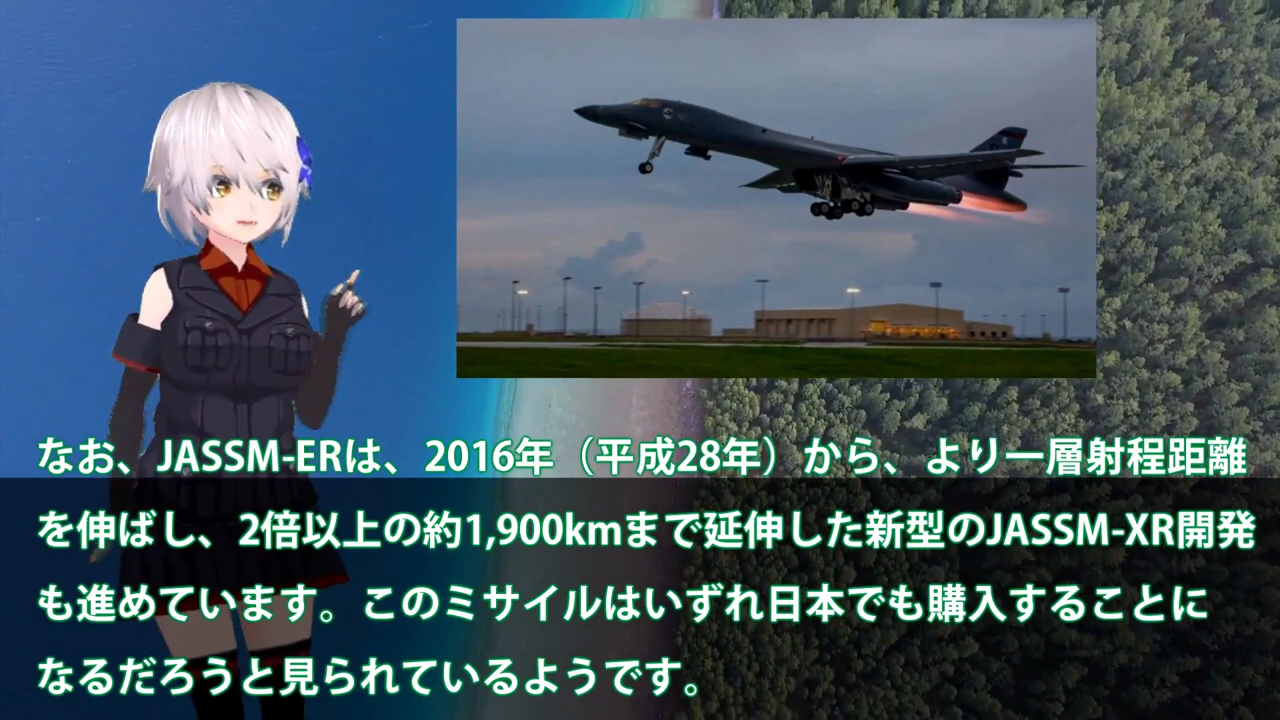 なお、JASSM-ERは、2016年（平成28年）から、より一層射程距離
を伸ばし、2倍以上の約1,900kmまで延伸した新型のJASSM-XR開発
も進めています。このミサイルはいずれ日本でも購入することに
なるだろうと見られているようです。